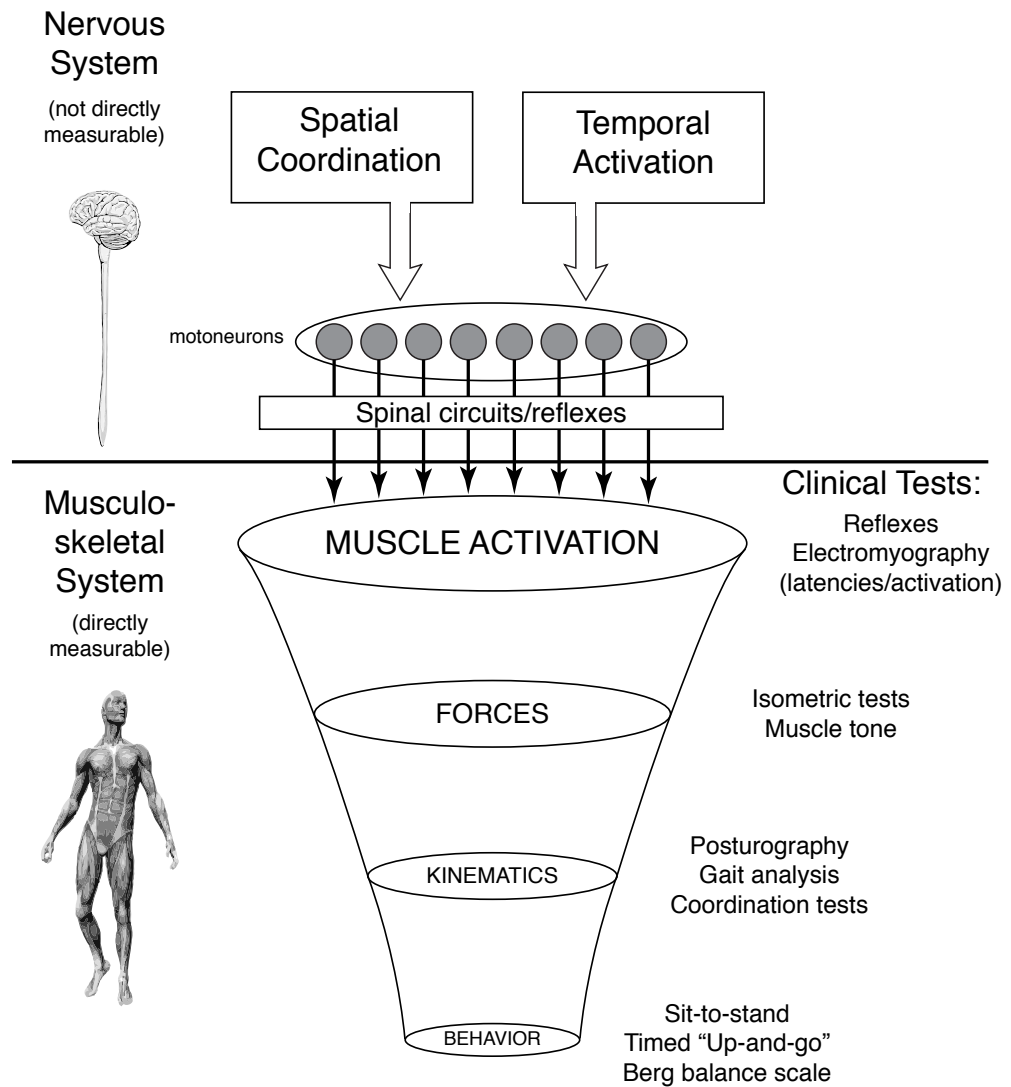 Nervous
System
(not directly
measurable)
Spatial
Coordination
Temporal
Activation
motoneurons
Spinal circuits/reflexes
Musculo-
skeletal
System
(directly
measurable)
Clinical Tests:
Reflexes
Electromyography
(latencies/activation)
MUSCLE ACTIVATION
FORCES
Isometric tests
Muscle tone
KINEMATICS
Posturography
Gait analysis
Coordination tests
BEHAVIOR
Sit-to-stand
Timed “Up-and-go”
Berg balance scale